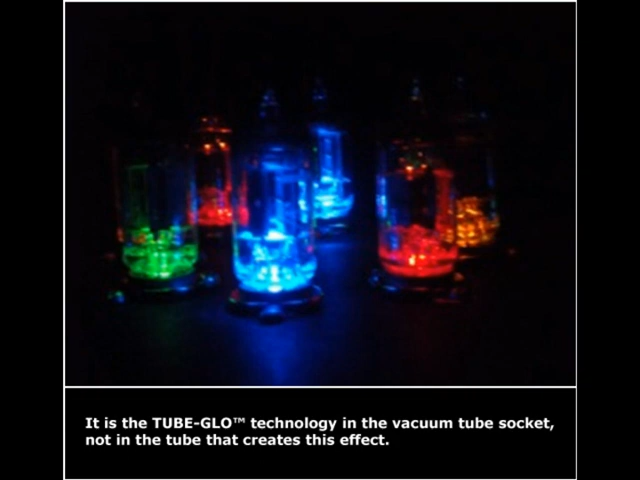 It is the TUBE-GLO™ technology in the vacuum tube socket,
not in the tube that creates this effect.